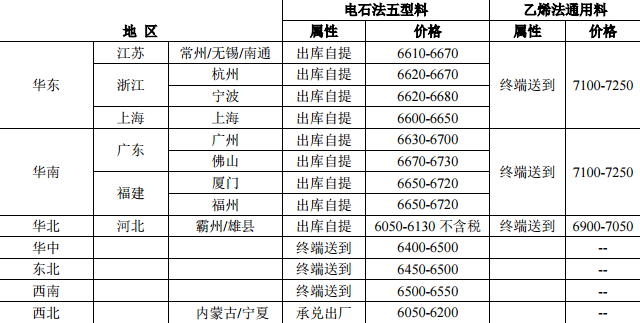 地 区 电石法五型料 乙烯法通用料
属性 价格 属性 价格
华东 江苏 常州/无锡/南通 出库自提 6610-6670 终端送到 7100-7250
浙江 杭州 出库自提 6620-6670
宁波 出库自提 6620-6680
上海 上海 出库自提 6600-6650
华南 广东 广州 出库自提 6630-6700 终端送到 7100-7250
佛山 出库自提 6670-6730
福建 厦门 出库自提 6650-6720
福州 出库自提 6650-6720
华北 河北 霸州/雄县 出库自提 6050-6130 不含税 终端送到 6900-7050
华中 终端送到 6400-6500 --
东北 终端送到 6450-6500 --
西南 终端送到 6500-6550 --
西北 内蒙古/宁夏 承兑出厂 6050-6200 --